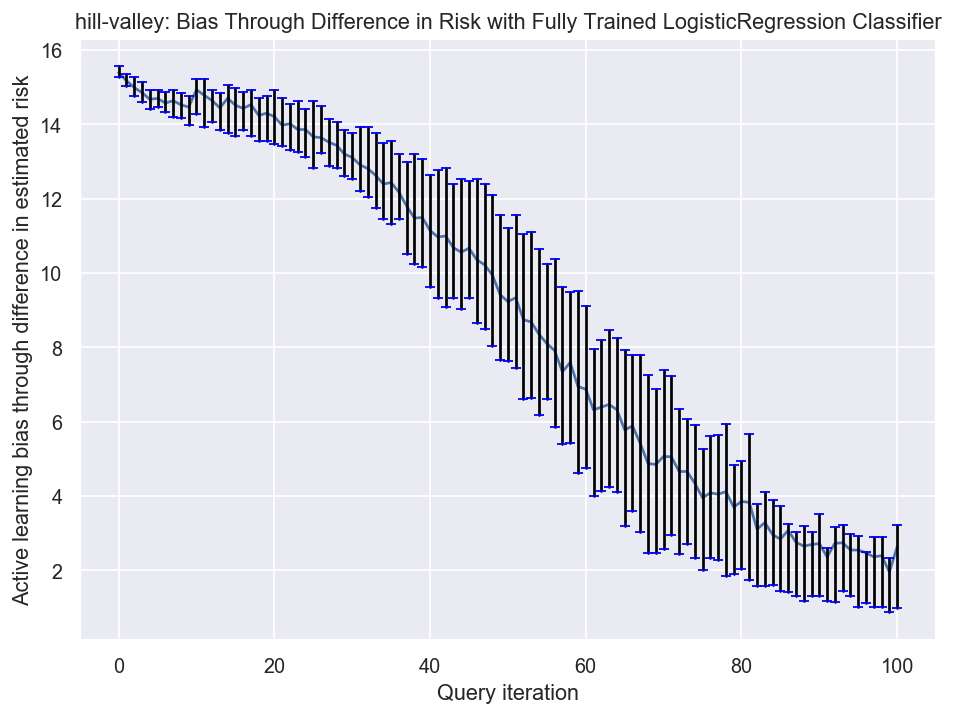 hill-valley: Bias Through Difference in Risk with Fully Trained LogisticRegression Classifier
Active learning bias through difference in estimated risk
16
14
12
10
8
6
4
2
0 20 40 60 80 100
Query iteration